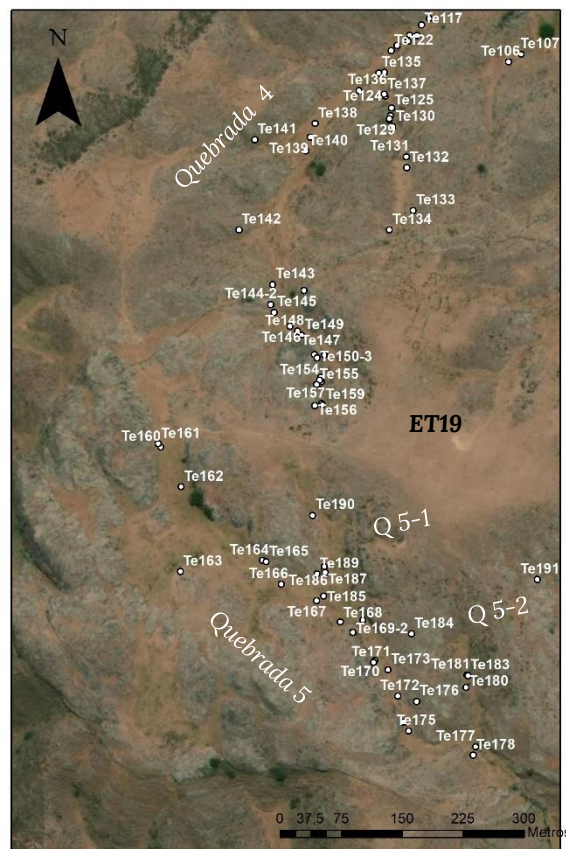 Te117
N
Te122
Te107
Te106
Te135
Te136
Te137
Te124
Te125
Quebrada 4
Te138
Te130
Te141
Te129
Te140
Te139
Te131
Te132
Te133
Te142
Te134
Te143
Te144-2
Te145
Te148
Te149
Te146
Te147
Te150-3
Te154
Te155
Te157
Te159
Te156
ET19
Te160
Te161
Te162
Te190
Q 5-1
Te164
Te165
Te163
Te189
Te191
Te166
Te186
Te187
Te185
Te167
Q 5-2
Te168
Te169-2
Te184
Quebrada 5
Te171
Te173
Te181
Te183
Te170
Te180
Te172
Te176
Te175
Te177
Te178
0 37,5 75 150 225 300
Metros